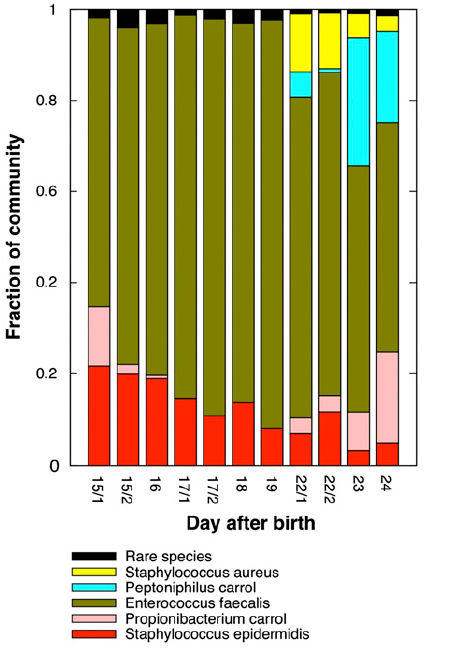 Fraction of community
1
0.8
0.6
0.2
0.2
0
15/1
15/2
16
17/1
17/2
18
19
22/1
22/2
23
24
Day after birth
Rare species
Staphylococcus aureus
Peptoniphilus carrol
Enterococcus faecalis
Propionibacterium carrol
Staphylococcus epidermidis